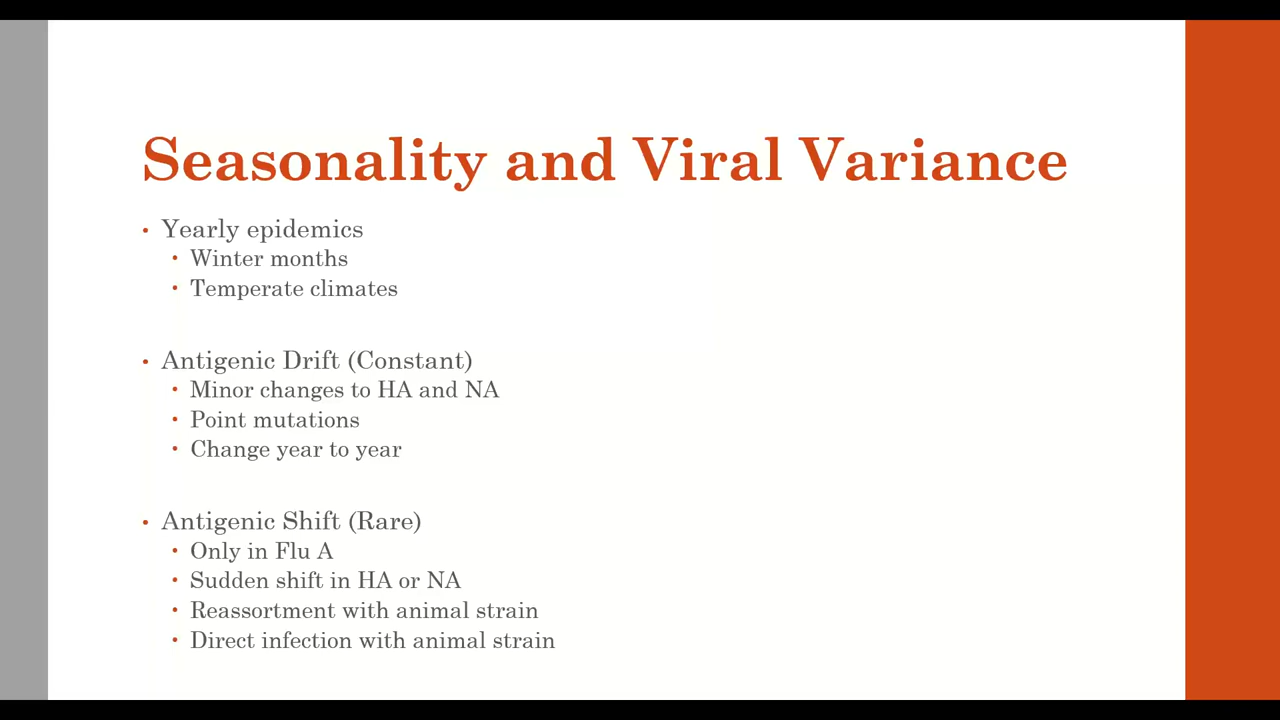 Seasonality and Viral Variance
• Yearly epidemics
• Winter months
• Temperate climates
• Antigenic Drift (Constant)
• Minor changes to HA and NA
• Point mutations
• Change year to year
• Antigenic Shift (Rare)
• Only in Flu A
• Sudden shift in HA or NA
• Reassortment with animal strain
• Direct infection with animal strain